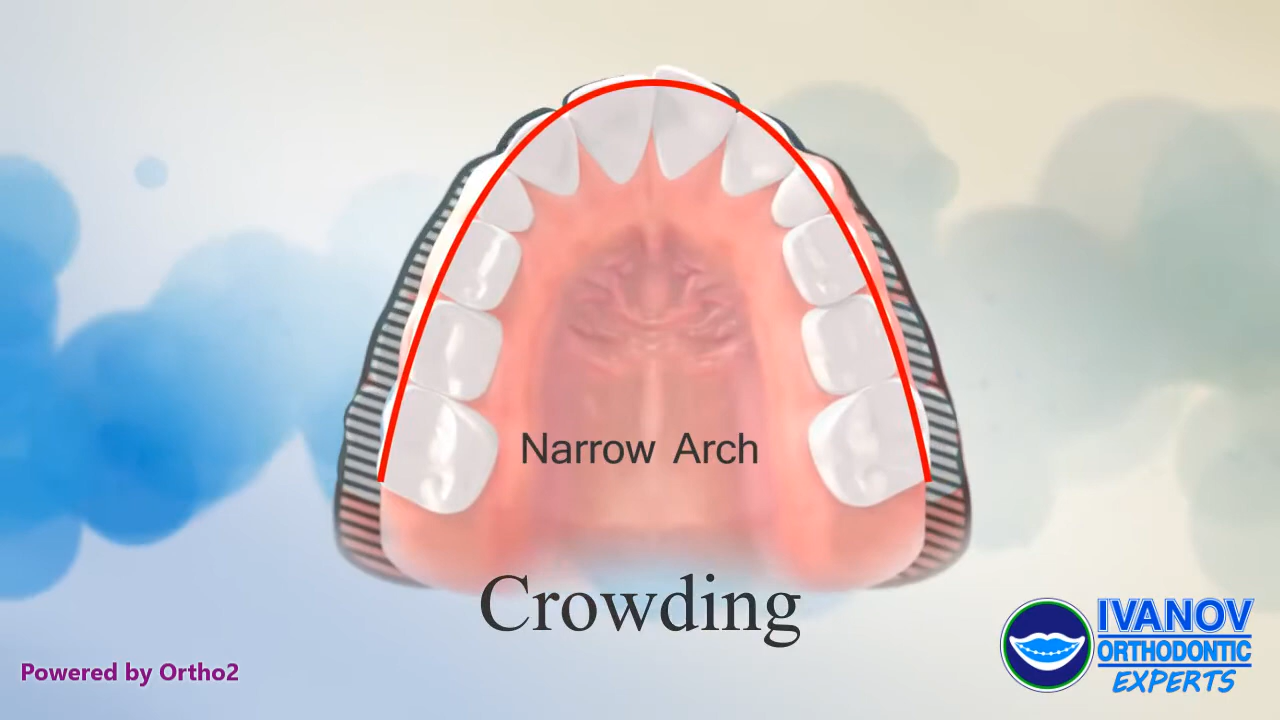 Narrow Arch
Crowding
Powered by Ortho2
IVANOV
ORTHODONTIC
EXPERTS